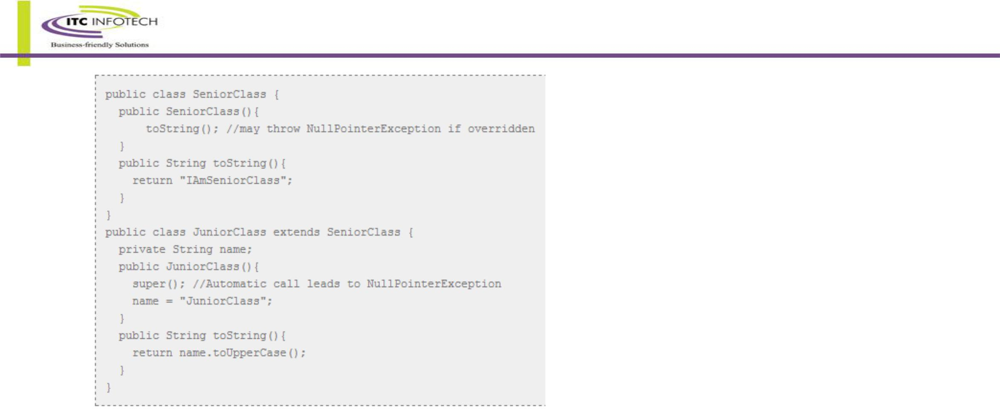 ITC INFOTECH
Business-friendly Solutions
public class SeniorClass {
  public SeniorClass(){
      toString(); //may throw NullPointerException if overridden
  }
  public String toString(){
    return "IAmSeniorClass";
  }
}
public class JuniorClass extends SeniorClass {
  private String name;
  public JuniorClass(){
    super(); //Automatic call leads to NullPointerException
    name = "JuniorClass";
  }
  public String toString(){
    return name.toUpperCase();
  }
}